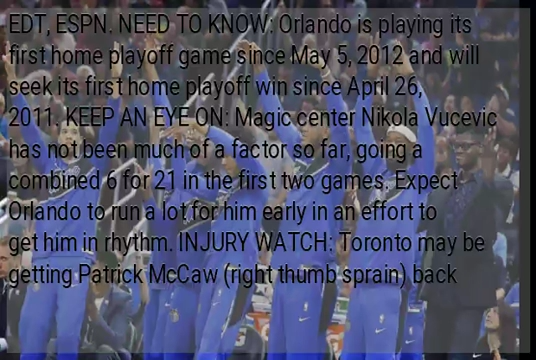 EDT, ESPN. NEED TO KNOW: Orlando is playing its
first home playoff game since May 5, 2012 and will
seek its first home playoff win since April 26,
2011. KEEP AN EYE ON: Magic center Nikola Vucevic
has not been much of a factor so far, going a
combined 6 for 21 in the first two games. Expect
Orlando to run a lot for him early in an effort to
get him in rhythm. INJURY WATCH: Toronto may be
getting Patrick McCaw (right thumb sprain) back